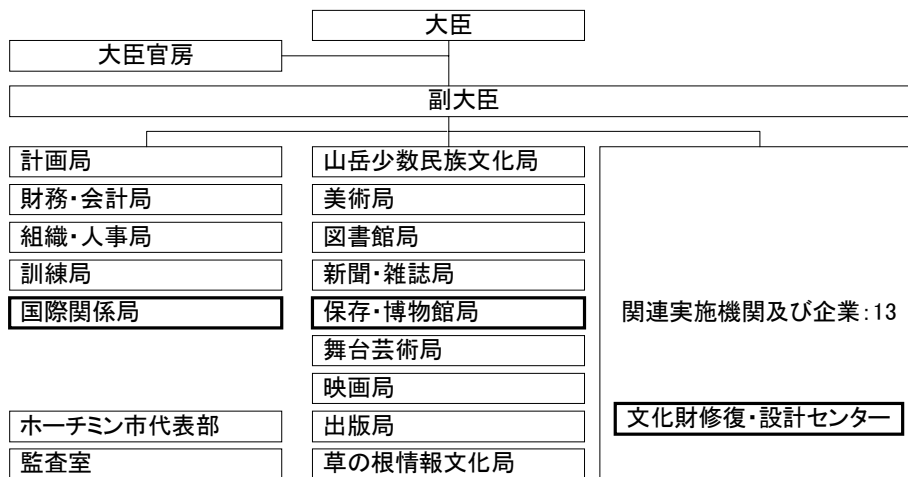 大臣
大臣官房
副大臣
計画局
財務・会計局
組織・人事局
訓練局
国際関係局
ホーチミン市代表部
監査室
山岳少数民族文化局
美術局
図書館局
新聞・雑誌局
保存・博物館局
舞台芸術局
映画局
出版局
草の根情報文化局
関連実施機関及び企業:13
文化財修復・設計センター